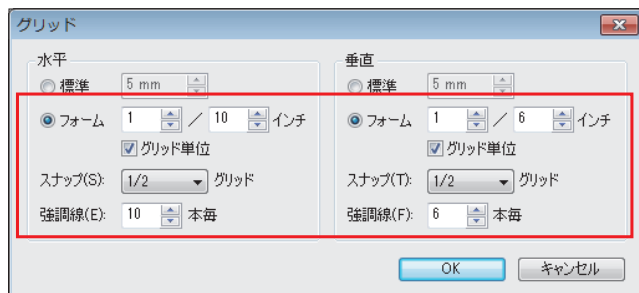 グリッド
水平
標準 5 mm
フォーム 1 / 10 インチ
グリッド単位
スナップ(S): 1/2 グリッド
強調線(E): 10 本毎
垂直
標準 5 mm
フォーム 1 / 6 インチ
グリッド単位
スナップ(T): 1/2 グリッド
強調線(F): 6 本毎
OK キャンセル